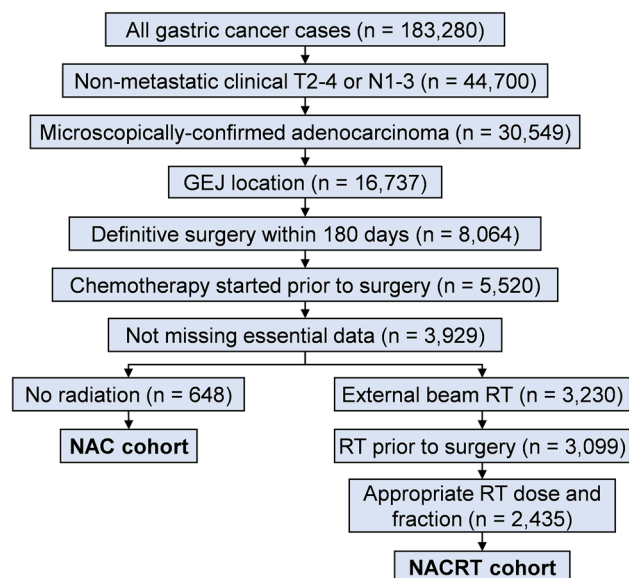 All gastric cancer cases (n = 183,280)
Non-metastatic clinical T2-4 or N1-3 (n = 44,700)
Microscopically-confirmed adenocarcinoma (n = 30,549)
GEJ location (n = 16,737)
Definitive surgery within 180 days (n = 8,064)
Chemotherapy started prior to surgery (n = 5,520)
Not missing essential data (n = 3,929)
No radiation (n = 648)
NAC cohort
External beam RT (n = 3,230)
RT prior to surgery (n = 3,099)
Appropriate RT dose and
fraction (n = 2,435)
NACRT cohort